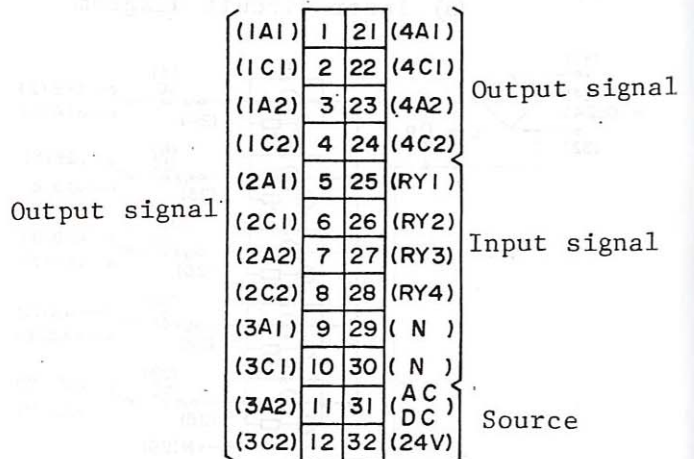 (1A1) 1 21 (4A1)
(1C1) 2 22 (4C1)
Output signal
(1A2) 3 23 (4A2)
(1C2) 4 24 (4C2)
(2A1) 5 25 (RY1)
Output signal
(2C1) 6 26 (RY2)
Input signal
(2A2) 7 27 (RY3)
(2C2) 8 28 (RY4)
(3A1) 9 29 ( N )
(3C1) 10 30 ( N )
(3A2) 11 31 (AC DC)
Source
(3C2) 12 32 (24V)